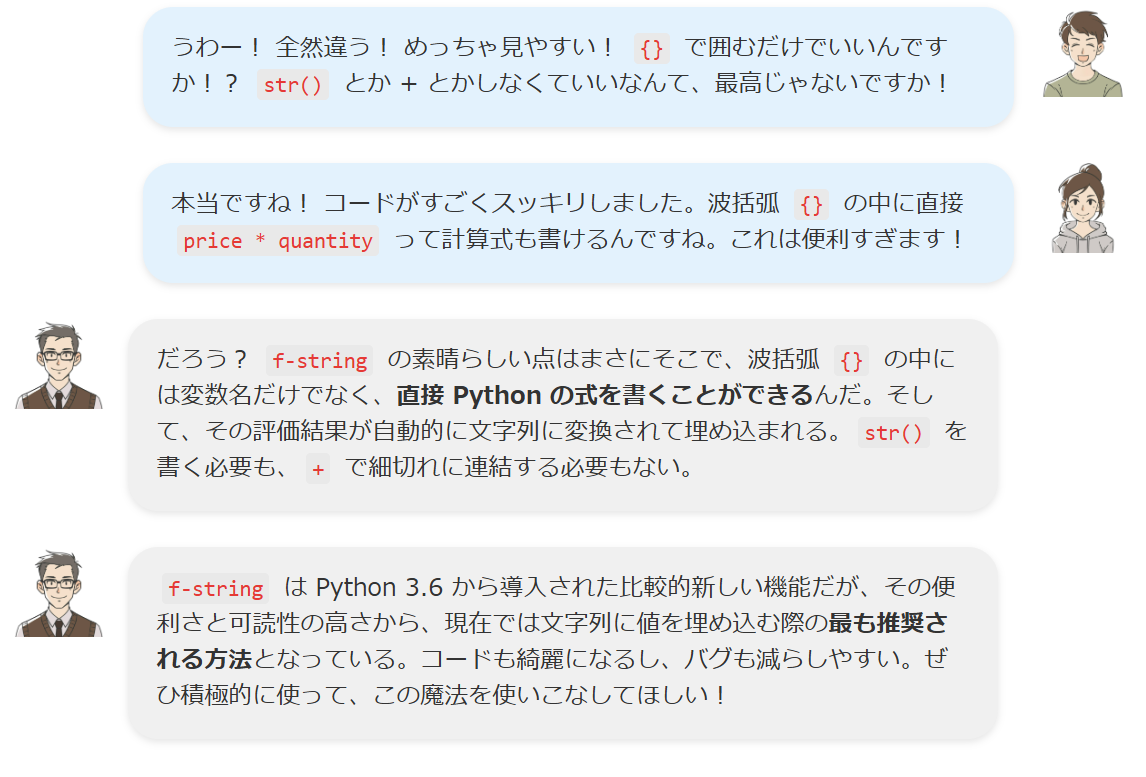 うわー！ 全然違う！ めっちゃ見やすい！ {} で囲むだけでいいんです
か！？ str() とか + とかしなくていいなんて、最高じゃないですか！
本当ですね！ コードがすごくスッキリしました。波括弧 {} の中に直接
price * quantity って計算式も書けるんですね。これは便利すぎます！
だろう？ f-string の素晴らしい点はまさにそこで、波括弧 {} の中に
は変数名だけでなく、直接 Python の式を書くことができるんだ。そし
て、その評価結果が自動的に文字列に変換されて埋め込まれる。 str() を
書く必要も、 + で細切れに連結する必要もない。
f-string は Python 3.6 から導入された比較的新しい機能だが、その便
利さと可読性の高さから、現在では文字列に値を埋め込む際の最も推奨さ
れる方法となっている。コードも綺麗になるし、バグも減らしやすい。ぜ
ひ積極的に使って、この魔法を使いこなしてほしい！